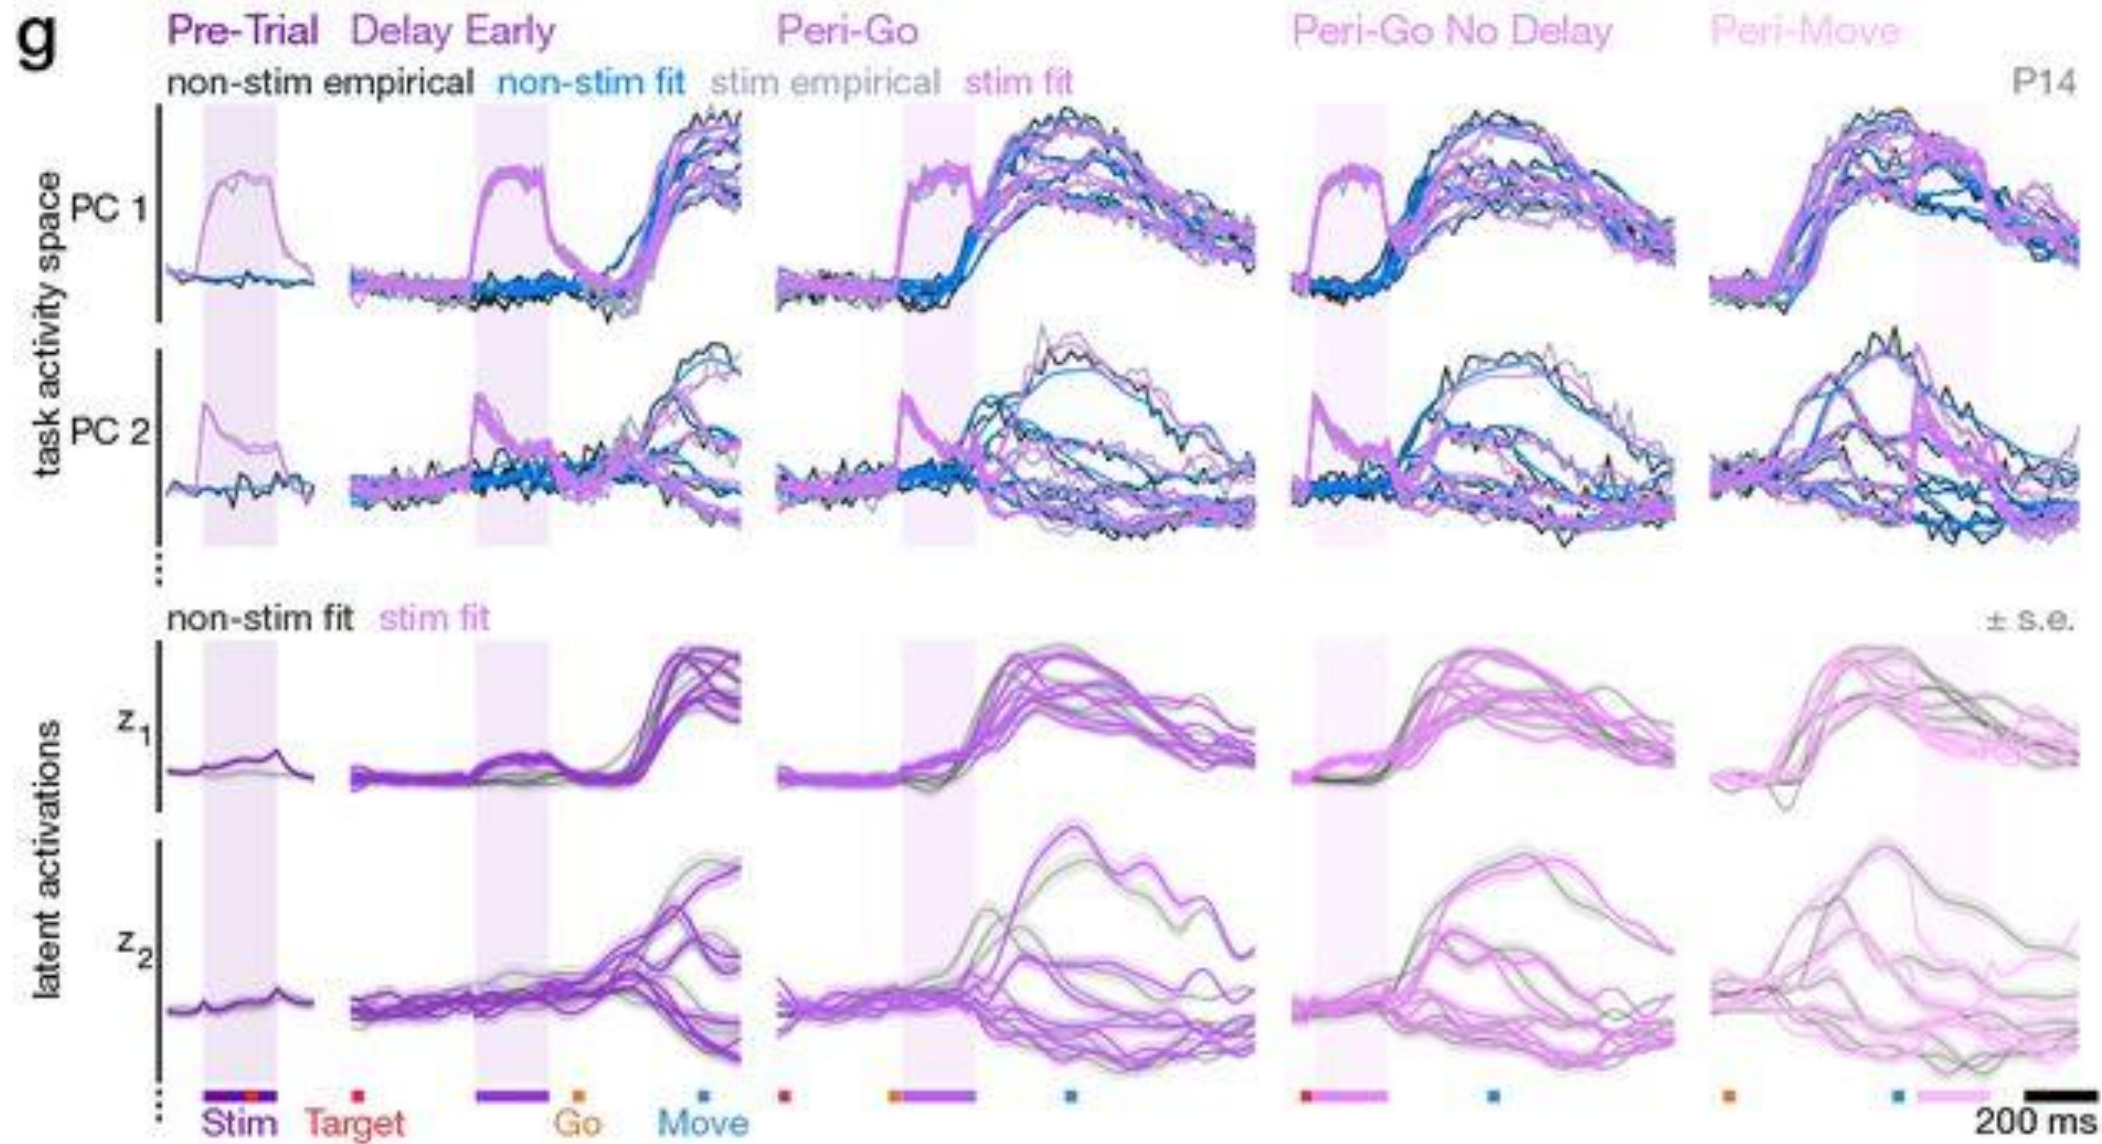 g
Pre-Trial Delay Early Peri-Go Peri-Go No Delay Peri-Move
non-stim empirical non-stim fit stim empirical stim fit P14
task activity space
PC 1
PC 2
non-stim fit stim fit ± s.e.
latent activations
z1
z2
Stim Target Go Move 200 ms